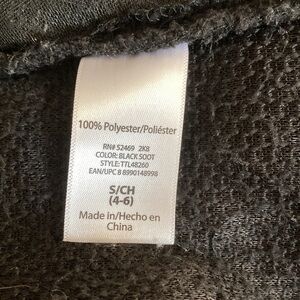 100% Polyester/Poliéster
RN# 52469 2K8
COLOR: BLACK SOOT
STYLE: TTL48260
EAN/UPC 8 8990148998
S/CH
(4-6)
Made in/Hecho en
China